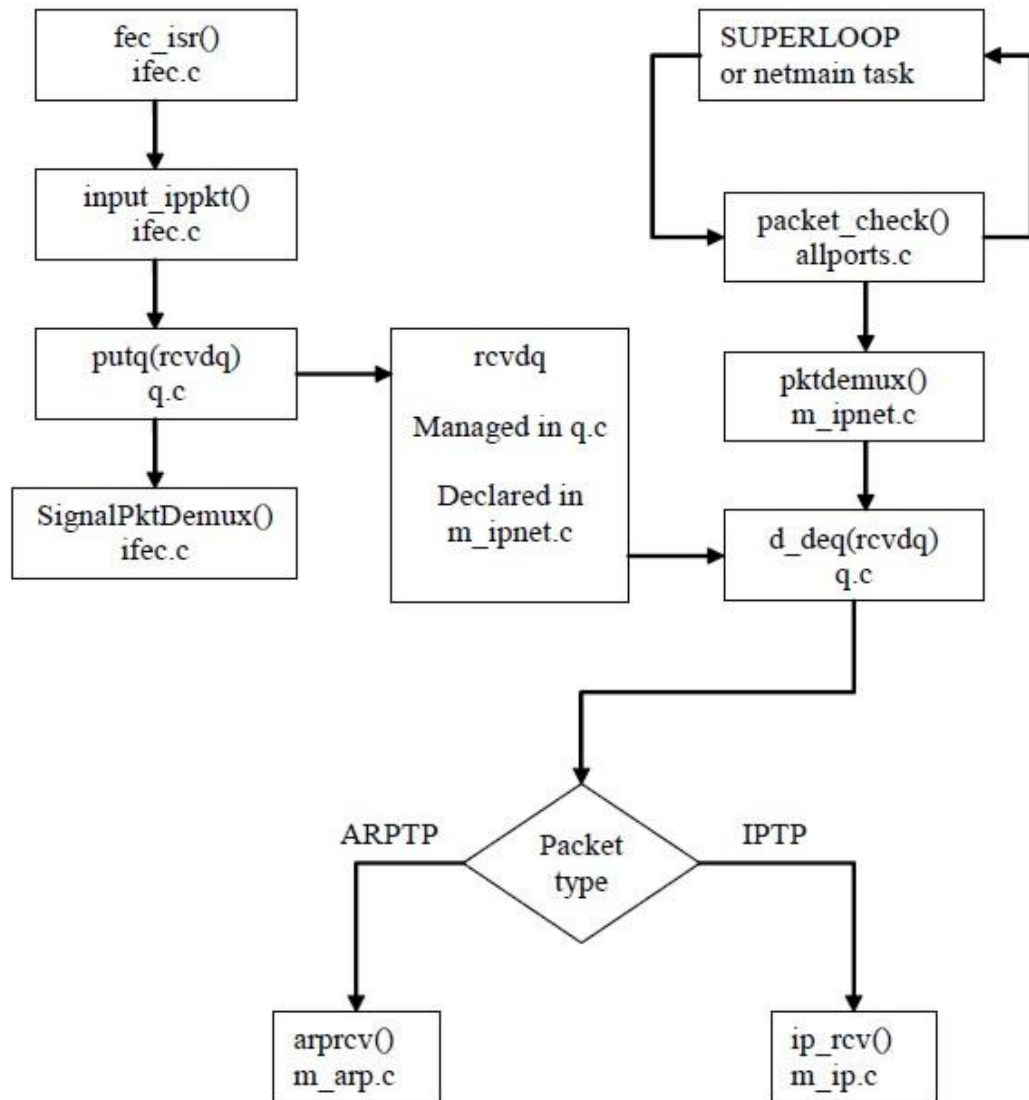 fec_isr()
ifec.c
input_ippkt()
ifec.c
putq(rcvdq)
q.c
SignalPktDemux()
ifec.c
rcvdq
Managed in q.c
Declared in
m_ipnet.c
SUPERLOOP
or netmain task
packet_check()
allports.c
pktdemux()
m_ipnet.c
d_deq(rcvdq)
q.c
Packet
type
ARPTP
IPTP
arprcv()
m_arp.c
ip_rcv()
m_ip.c